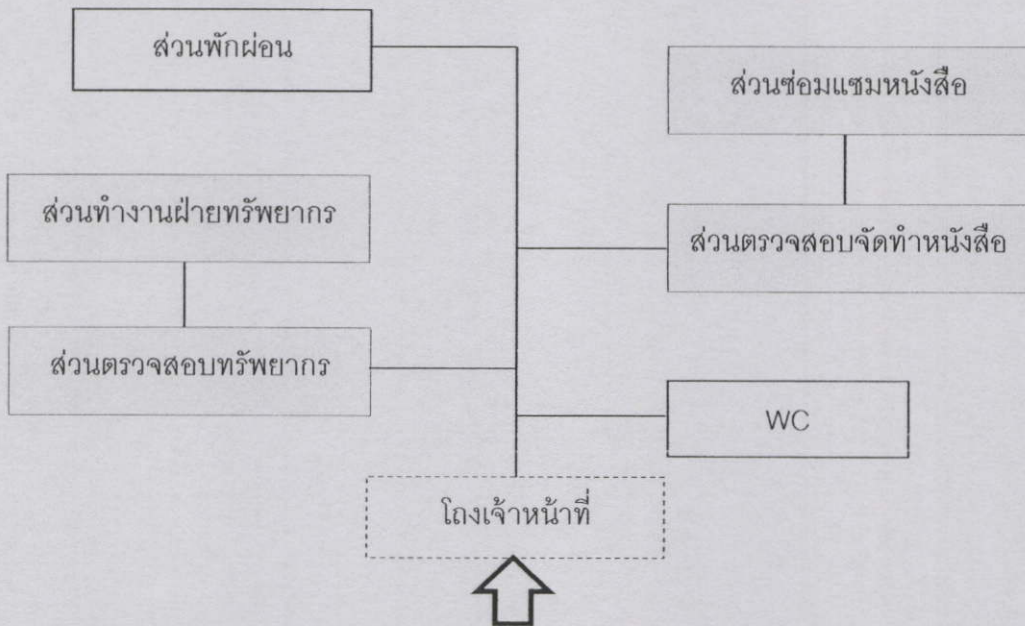 ส่วนพักผ่อน
ส่วนซ่อมแซมหนังสือ
ส่วนทำงานฝ่ายทรัพยากร
ส่วนตรวจสอบจัดทำหนังสือ
ส่วนตรวจสอบทรัพยากร
WC
โถงเจ้าหน้าที่